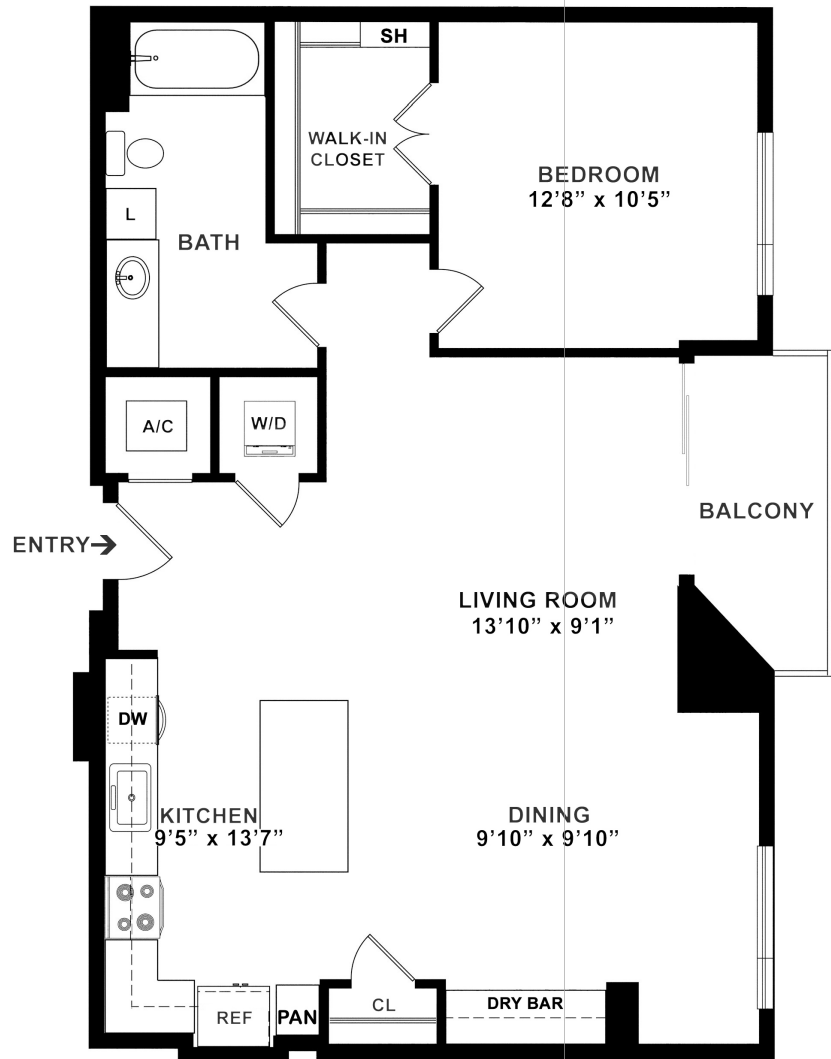 SH
WALK-IN
CLOSET
BEDROOM
12’8” x 10’5”
L
BATH
A/C
W/D
BALCONY
ENTRY→
LIVING ROOM
13’10” x 9’1”
DW
KITCHEN
9’5” x 13’7”
DINING
9’10” x 9’10”
REF
PAN
CL
DRY BAR